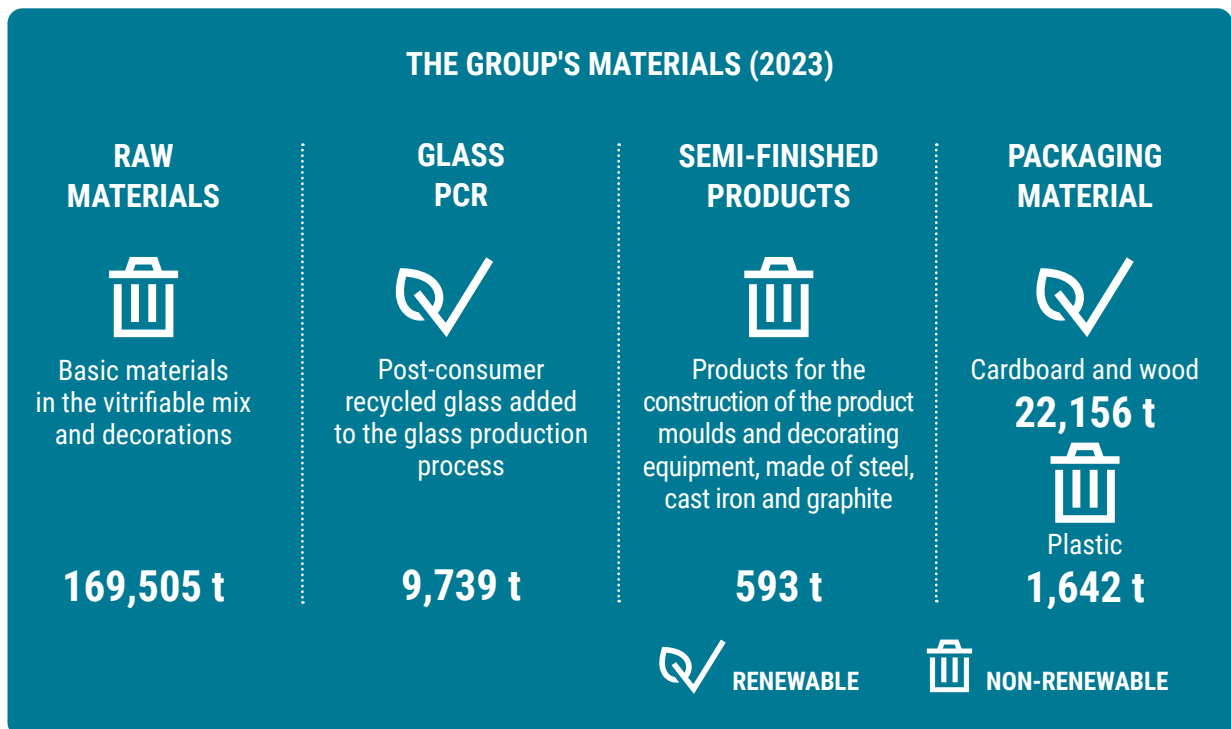 THE GROUP'S MATERIALS (2023)
RAW
MATERIALS
Basic materials
in the vitrifiable mix
and decorations
169,505 t
GLASS
PCR
Post-consumer
recycled glass added
to the glass production
process
9,739 t
SEMI-FINISHED
PRODUCTS
Products for the
construction of the product
moulds and decorating
equipment, made of steel,
cast iron and graphite
593 t
PACKAGING
MATERIAL
Cardboard and wood
22,156 t
Plastic
1,642 t
RENEWABLE
NON-RENEWABLE